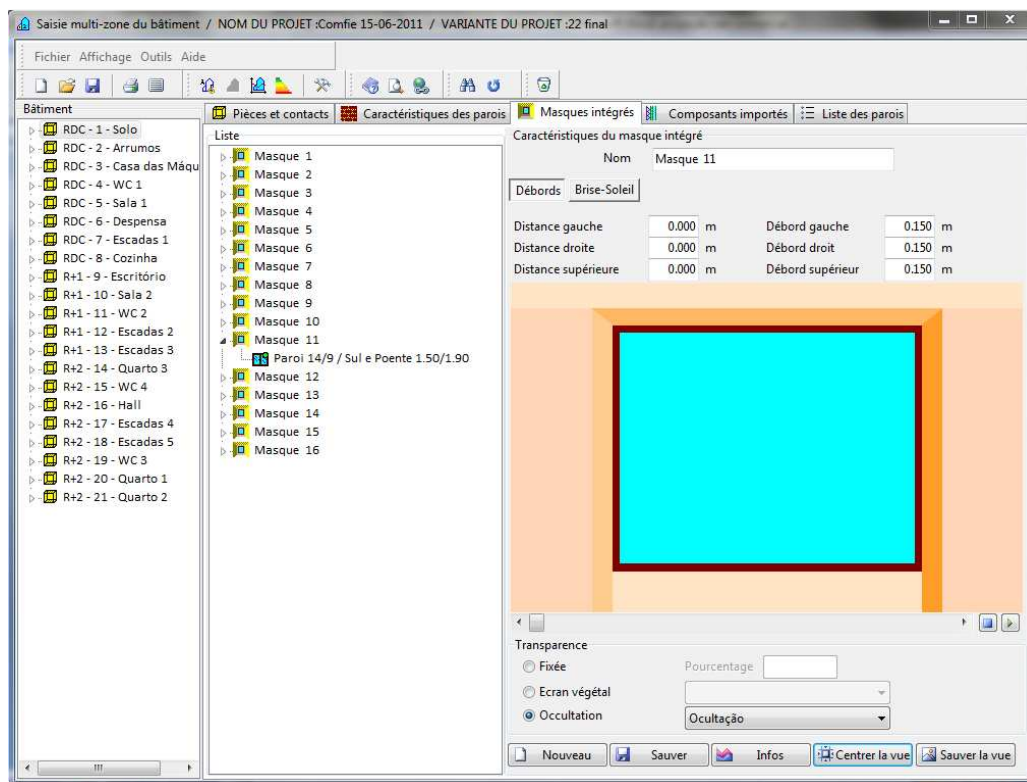 Saisie multi-zone du bâtiment / NOM DU PROJET :Comfie 15-06-2011 / VARIANTE DU PROJET :22 final
Fichier Affichage Outils Aide
Bâtiment
RDC - 1 - Solo
RDC - 2 - Arrumos
RDC - 3 - Casa das Máqu
RDC - 4 - WC 1
RDC - 5 - Sala 1
RDC - 6 - Despensa
RDC - 7 - Escadas 1
RDC - 8 - Cozinha
R+1 - 9 - Escritório
R+1 - 10 - Sala 2
R+1 - 11 - WC 2
R+1 - 12 - Escadas 2
R+1 - 13 - Escadas 3
R+2 - 14 - Quarto 3
R+2 - 15 - WC 4
R+2 - 16 - Hall
R+2 - 17 - Escadas 4
R+2 - 18 - Escadas 5
R+2 - 19 - WC 3
R+2 - 20 - Quarto 1
R+2 - 21 - Quarto 2
Pièces et contacts Caractéristiques des parois Masques intégrés Composants importés Liste des parois
Liste
Masque 1
Masque 2
Masque 3
Masque 4
Masque 5
Masque 6
Masque 7
Masque 8
Masque 9
Masque 10
Masque 11
Paroi 14/9 / Sul e Poente 1.50/1.90
Masque 12
Masque 13
Masque 14
Masque 15
Masque 16
Caractéristiques du masque intégré
Nom Masque 11
Débords Brise-Soleil
Distance gauche 0.000 m Débord gauche 0.150 m
Distance droite 0.000 m Débord droit 0.150 m
Distance supérieure 0.000 m Débord supérieur 0.150 m
Transparence
Fixée Pourcentage
Ecran végétal
Occultation Ocultação
Nouveau Sauver Infos Centrer la vue Sauver la vue